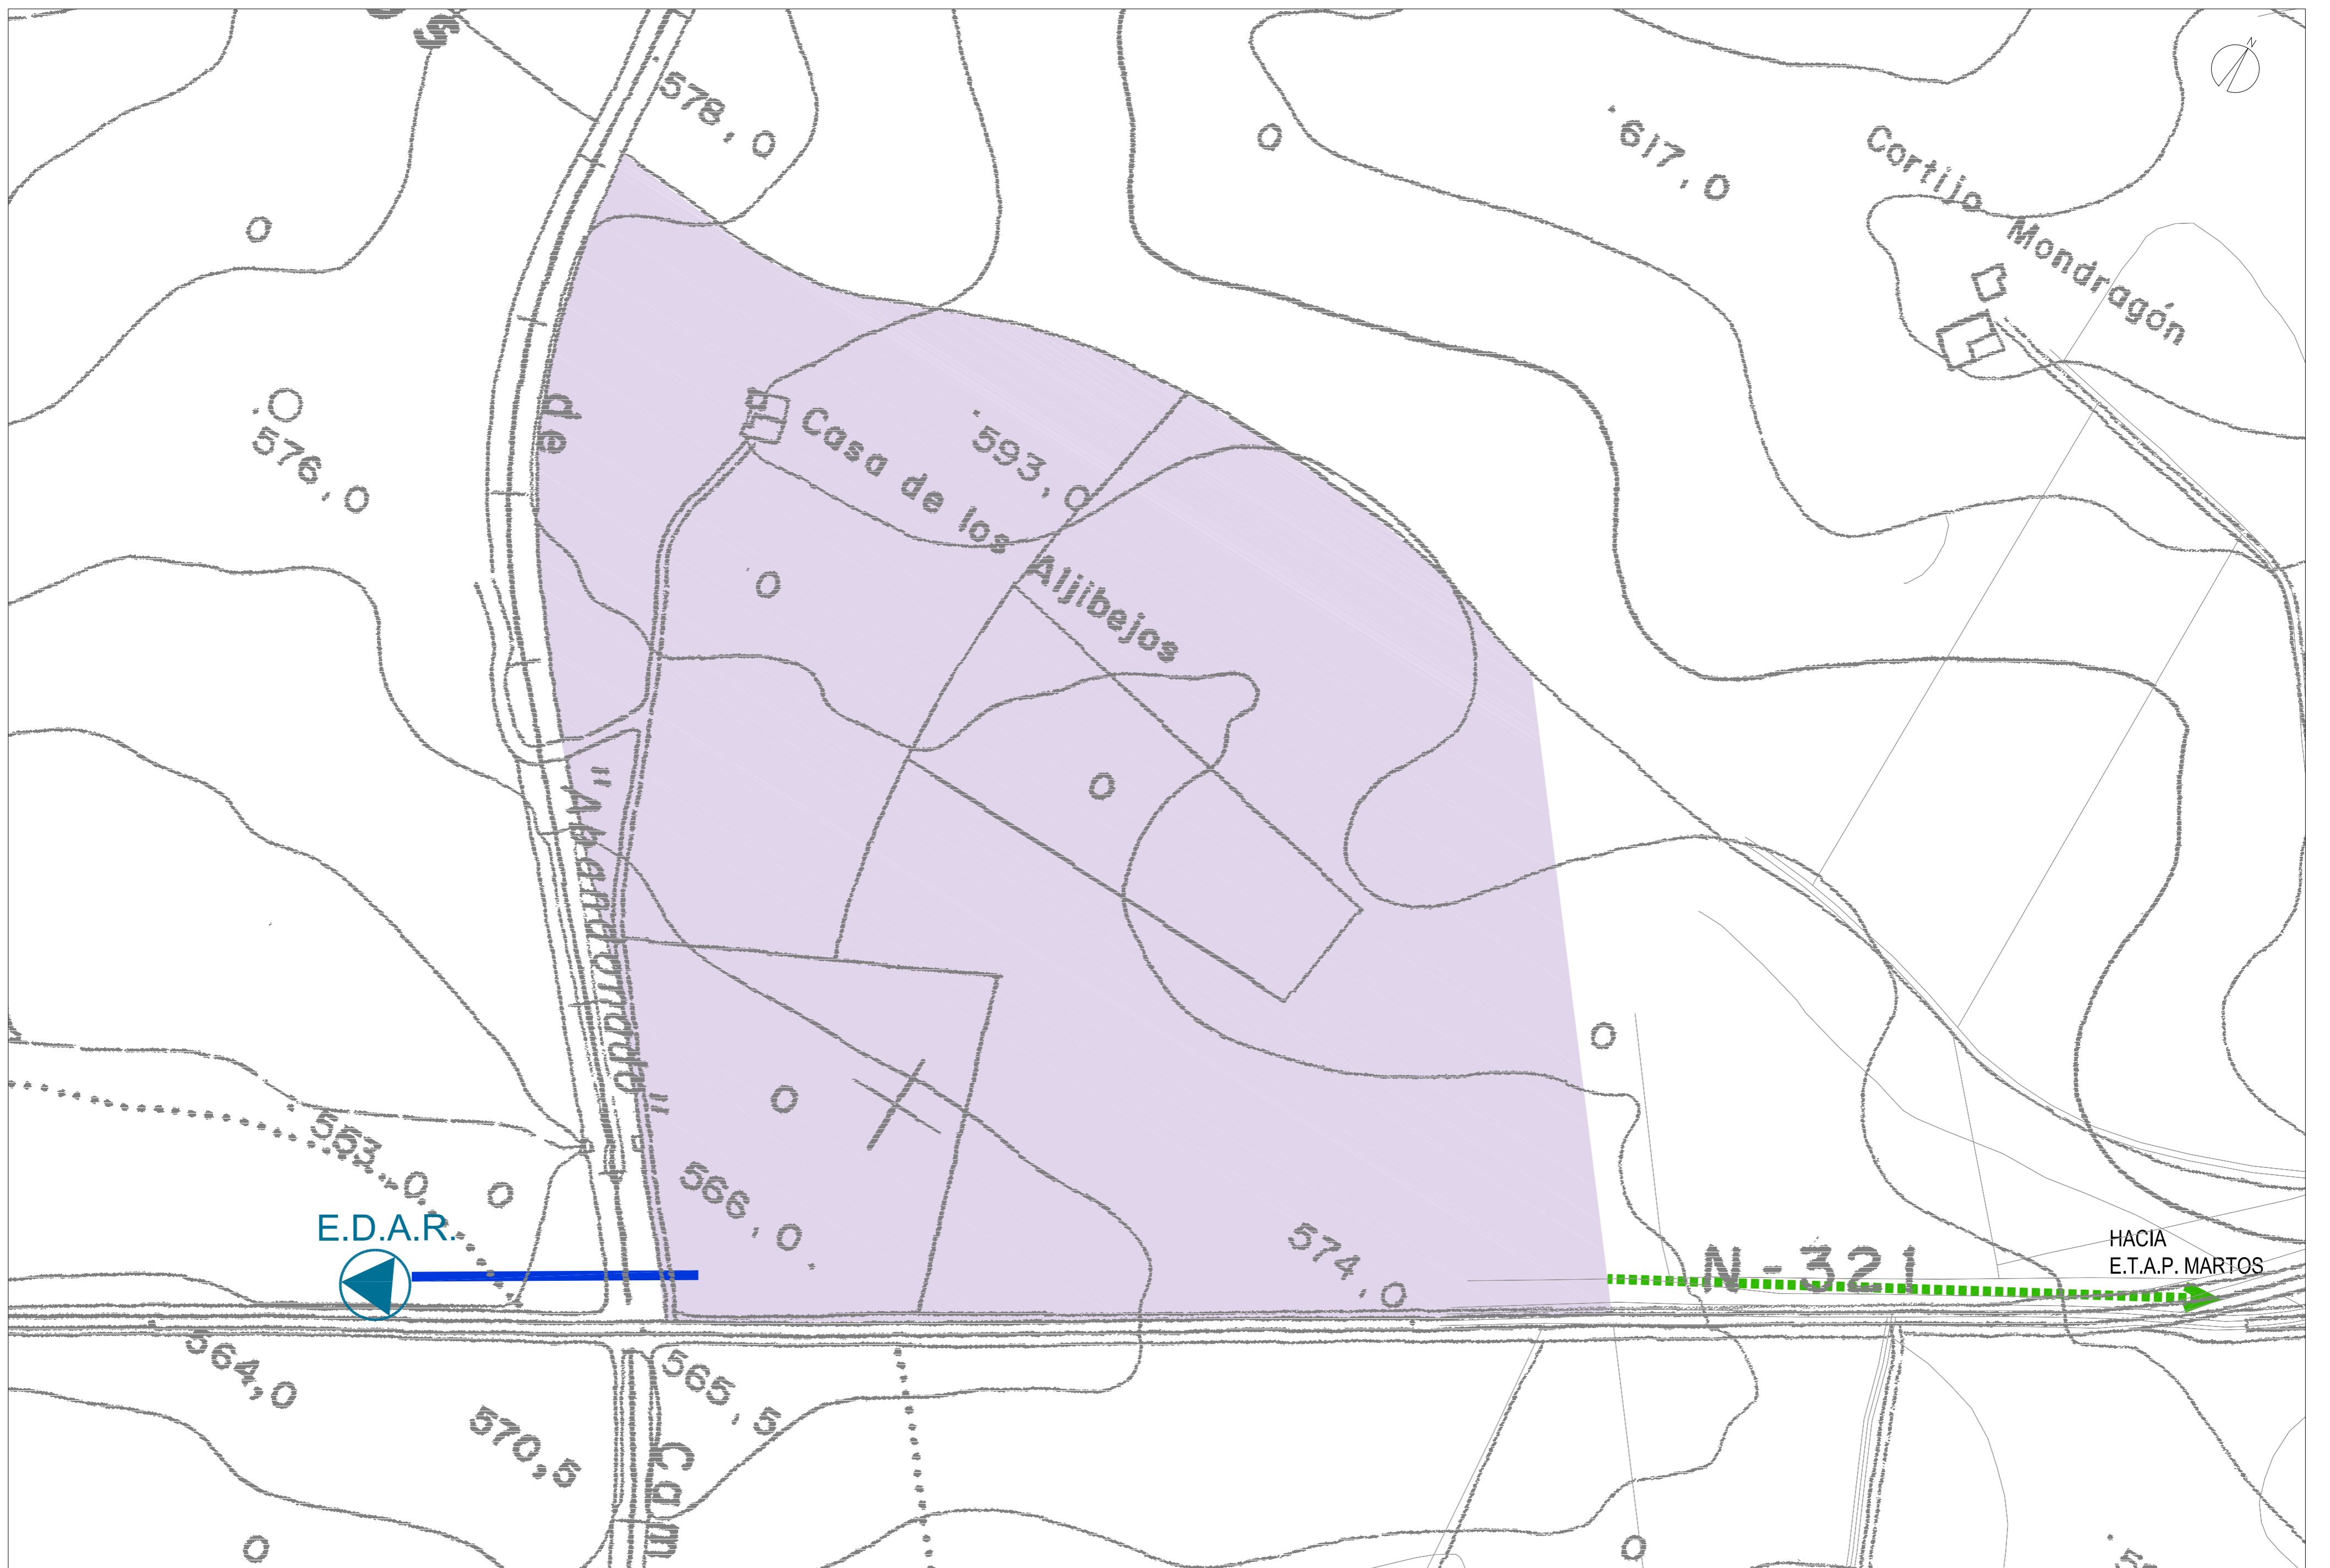 N
578,0
O
617,0
Cortijo Mondragón
O
O
576,0
de
Casa de los Aljibejos
593,0
O
O
"Abandonado"
O
O
553,0
O
566,0
574,0
E.D.A.R.
N-321
HACIA
E.T.A.P. MARTOS
564,0
565,5
570,5
Cam
O
O